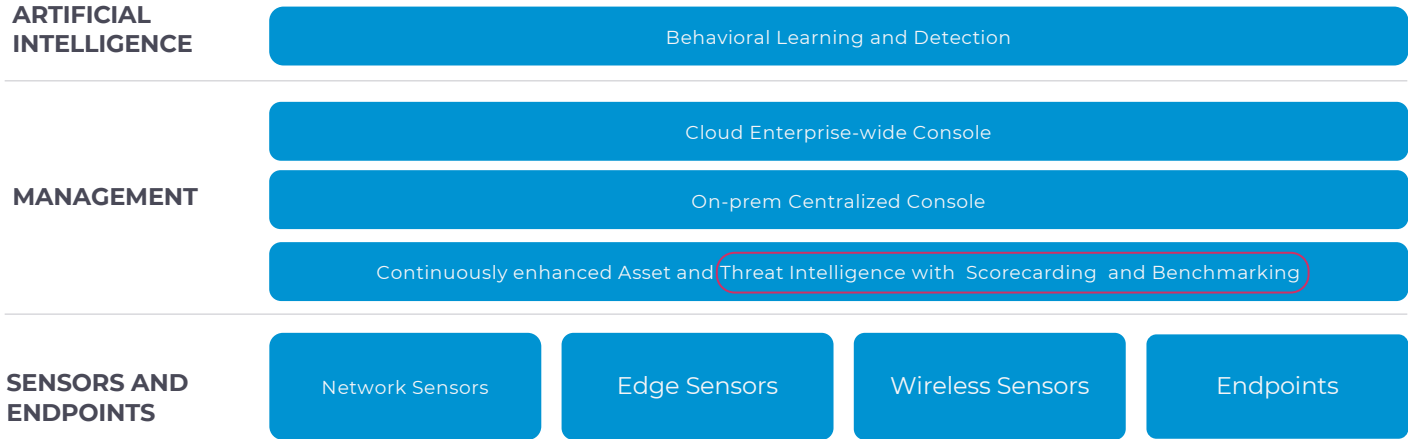 ARTIFICIAL
INTELLIGENCE
Behavioral Learning and Detection
MANAGEMENT
Cloud Enterprise-wide Console
On-prem Centralized Console
Continuously enhanced Asset and Threat Intelligence with Scorecarding and Benchmarking
SENSORS AND
ENDPOINTS
Network Sensors
Edge Sensors
Wireless Sensors
Endpoints